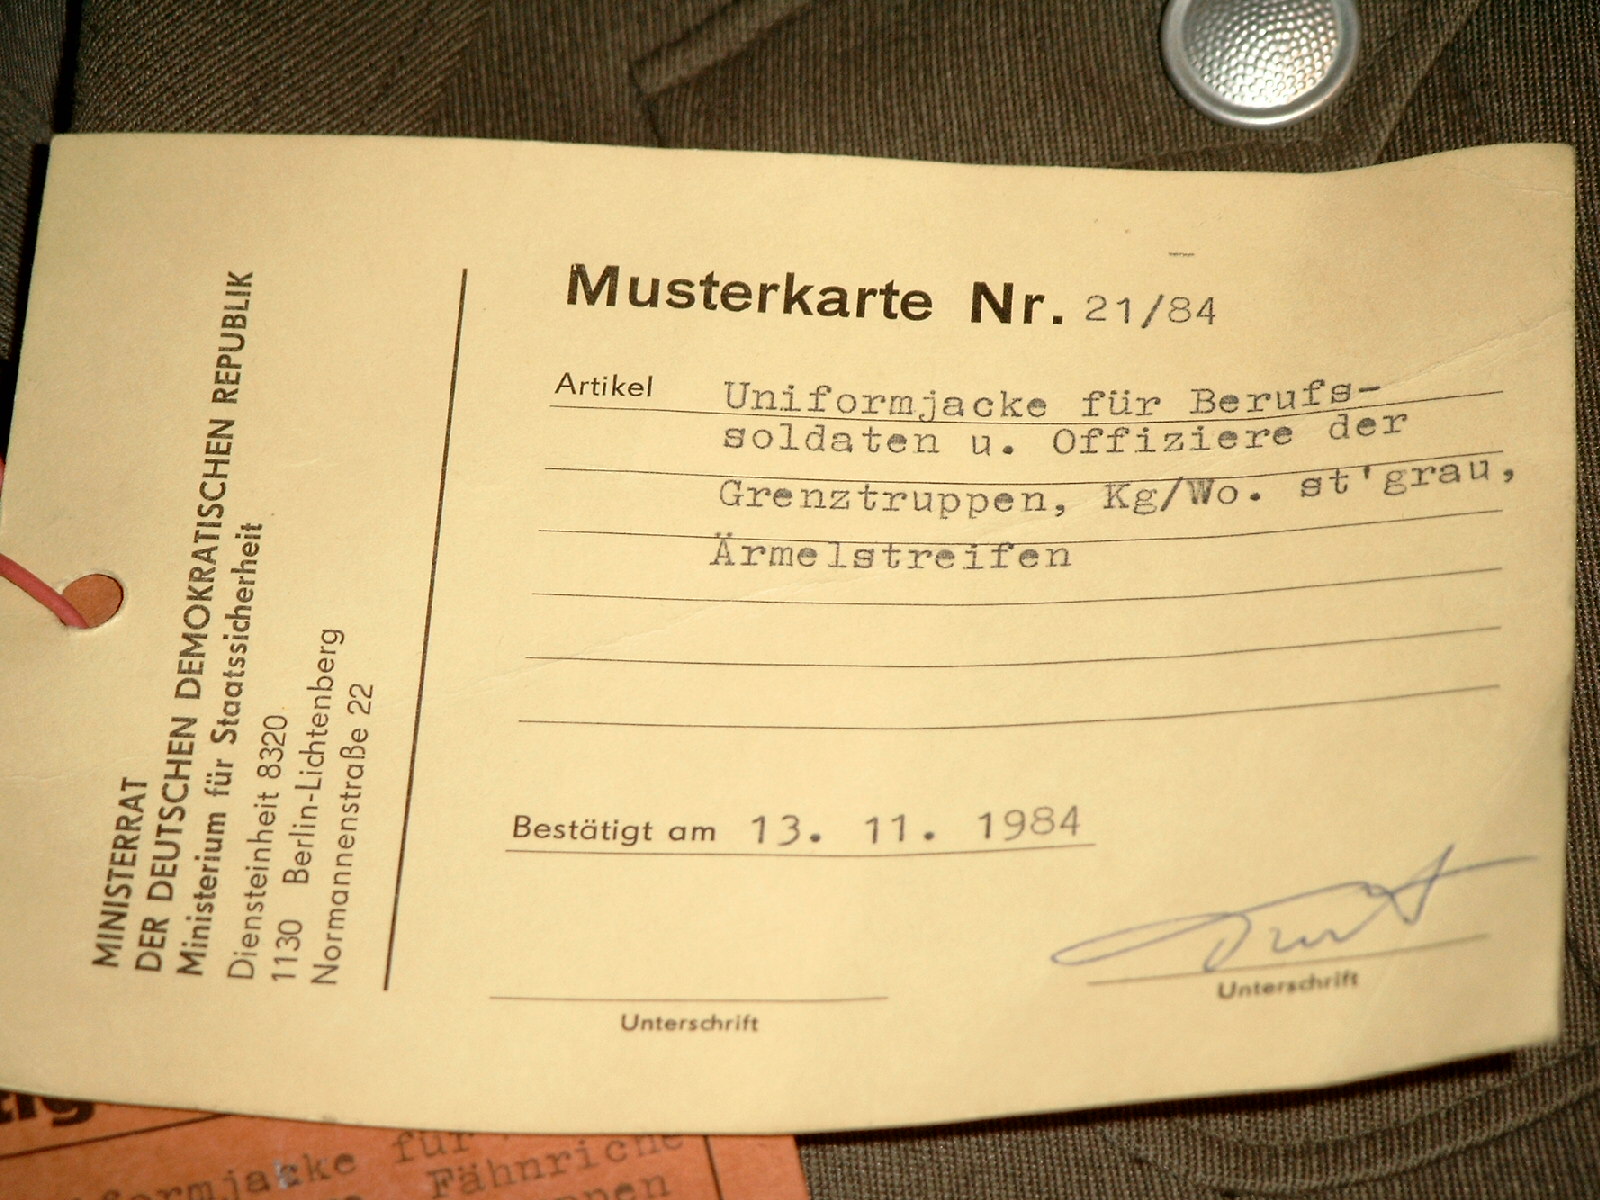 MINISTERRAT
DER DEUTSCHEN DEMOKRATISCHEN REPUBLIK
Ministerium für Staatssicherheit
Diensteinheit 8320
1130 Berlin-Lichtenberg
Normannenstraße 22
Musterkarte Nr. 21/84
Artikel Uniformjacke für Berufs-
soldaten u. Offiziere der
Grenztruppen, Kg/Wo. st'grau,
Ärmelstreifen
Bestätigt am 13. 11. 1984
Unterschrift
Unterschrift
für
Fähnriche